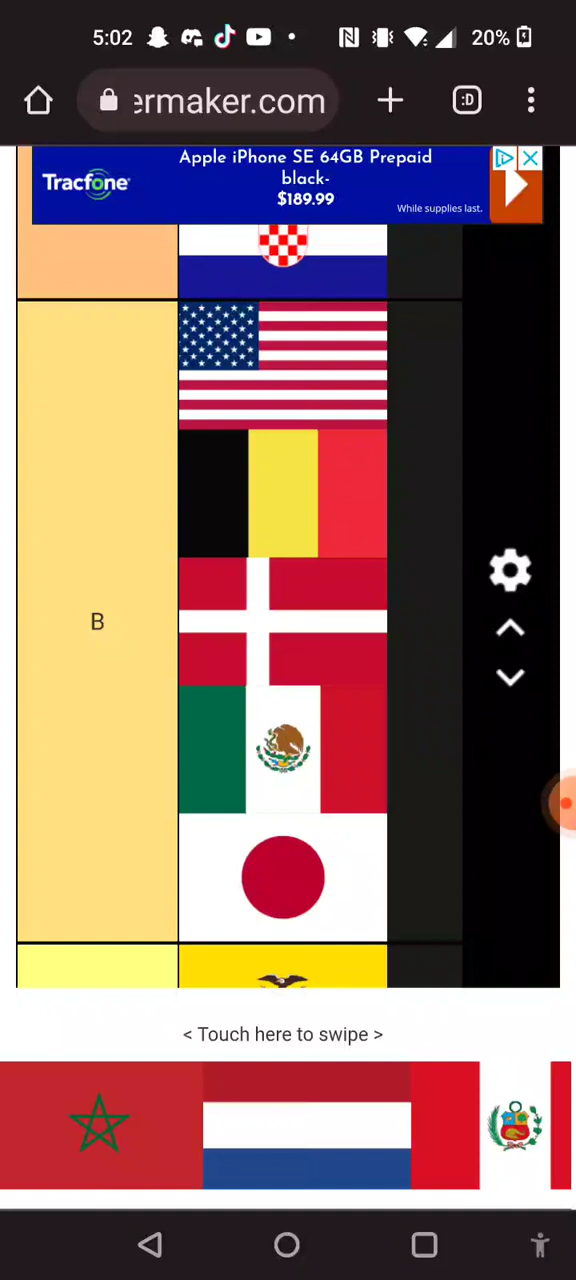 5:02
20%
ermaker.com
:D
Tracfone
Apple iPhone SE 64GB Prepaid
black-
$189.99
While supplies last.
B
< Touch here to swipe >